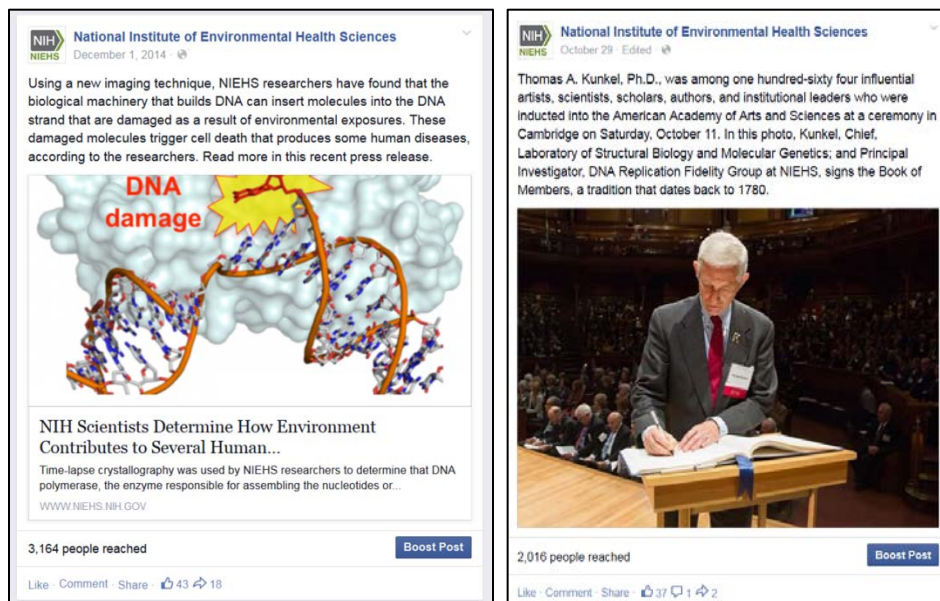 NIH
NIEHS
National Institute of Environmental Health Sciences
December 1, 2014 ·
Using a new imaging technique, NIEHS researchers have found that the
biological machinery that builds DNA can insert molecules into the DNA
strand that are damaged as a result of environmental exposures. These
damaged molecules trigger cell death that produces some human diseases,
according to the researchers. Read more in this recent press release.
DNA
damage
NIH Scientists Determine How Environment
Contributes to Several Human...
Time-lapse crystallography was used by NIEHS researchers to determine that DNA
polymerase, the enzyme responsible for assembling the nucleotides or...
WWW.NIEHS.NIH.GOV
3,164 people reached
Boost Post
Like · Comment · Share · 43 18
NIH
NIEHS
National Institute of Environmental Health Sciences
October 29 · Edited ·
Thomas A. Kunkel, Ph.D., was among one hundred-sixty four influential
artists, scientists, scholars, authors, and institutional leaders who were
inducted into the American Academy of Arts and Sciences at a ceremony in
Cambridge on Saturday, October 11. In this photo, Kunkel, Chief,
Laboratory of Structural Biology and Molecular Genetics; and Principal
Investigator, DNA Replication Fidelity Group at NIEHS, signs the Book of
Members, a tradition that dates back to 1780.
2,016 people reached
Boost Post
Like · Comment · Share · 37 1 2